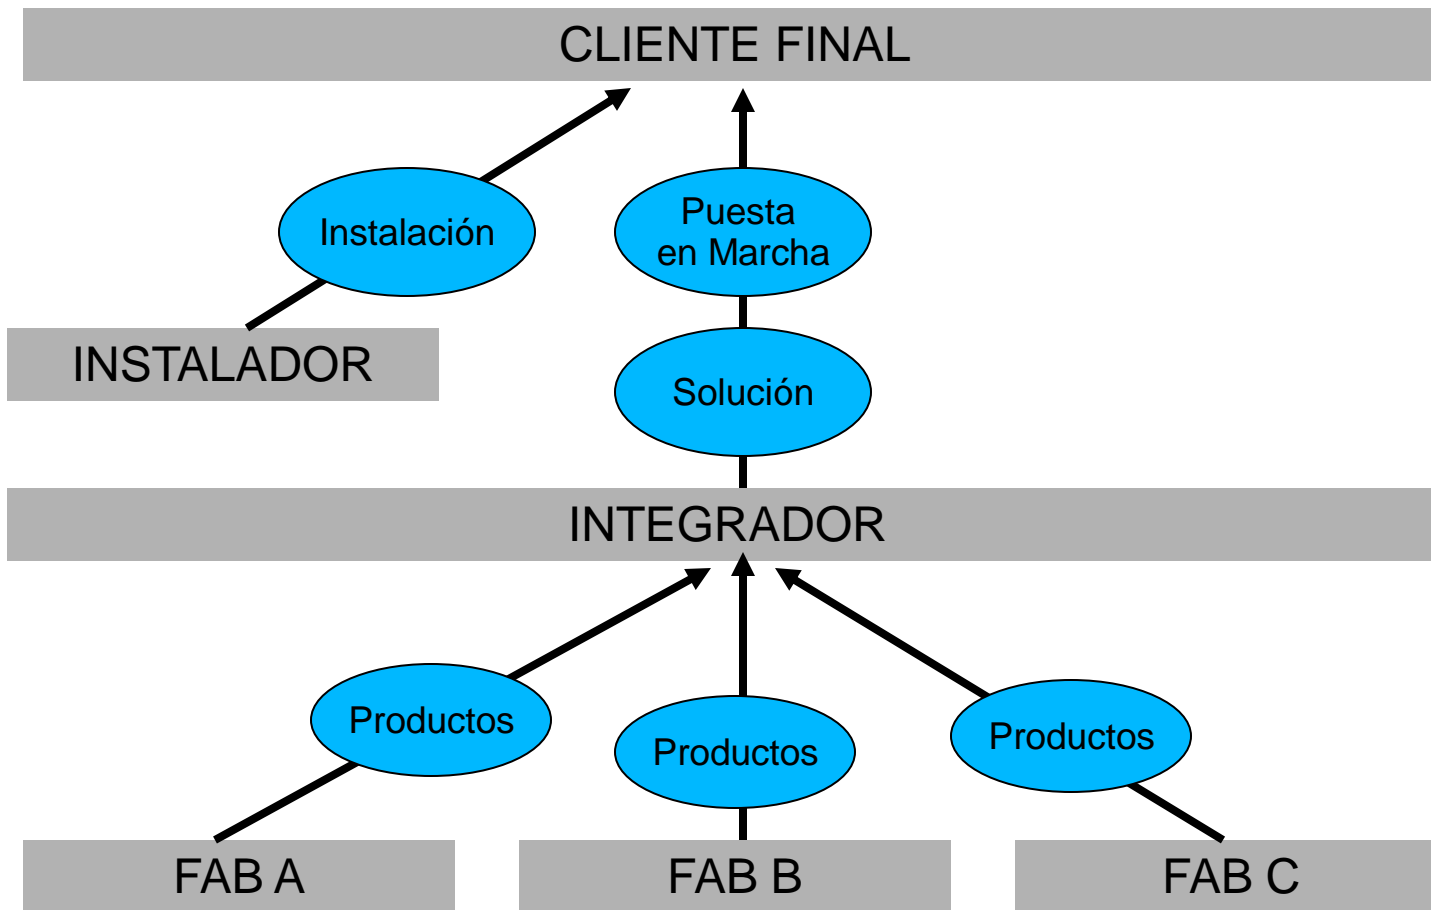 CLIENTE FINAL
Instalación
Puesta
en Marcha
INSTALADOR
Solución
INTEGRADOR
Productos
Productos
Productos
FAB A
FAB B
FAB C